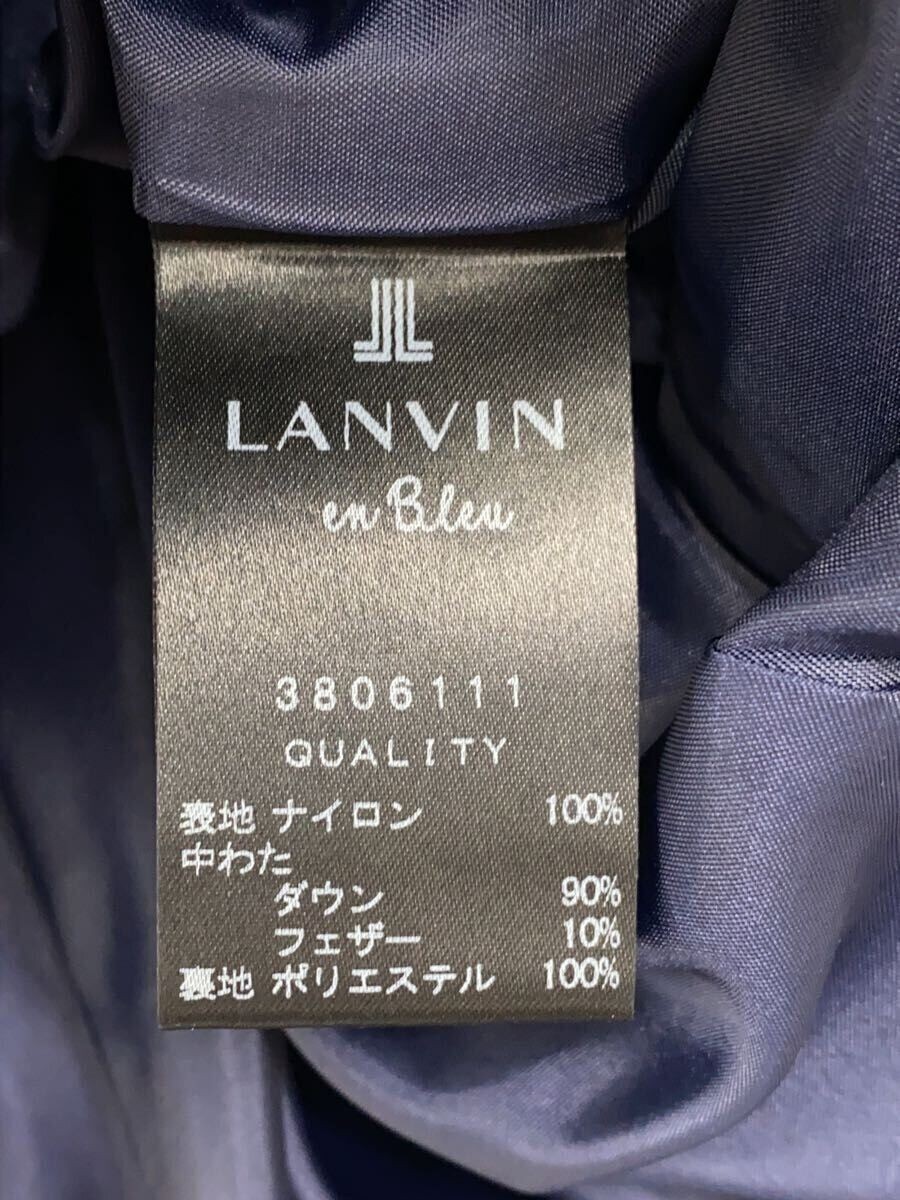 LANVIN
en Bleu
3806111
QUALITY
表地 ナイロン 100%
中わた
ダウン 90%
フェザー 10%
裏地 ポリエステル 100%